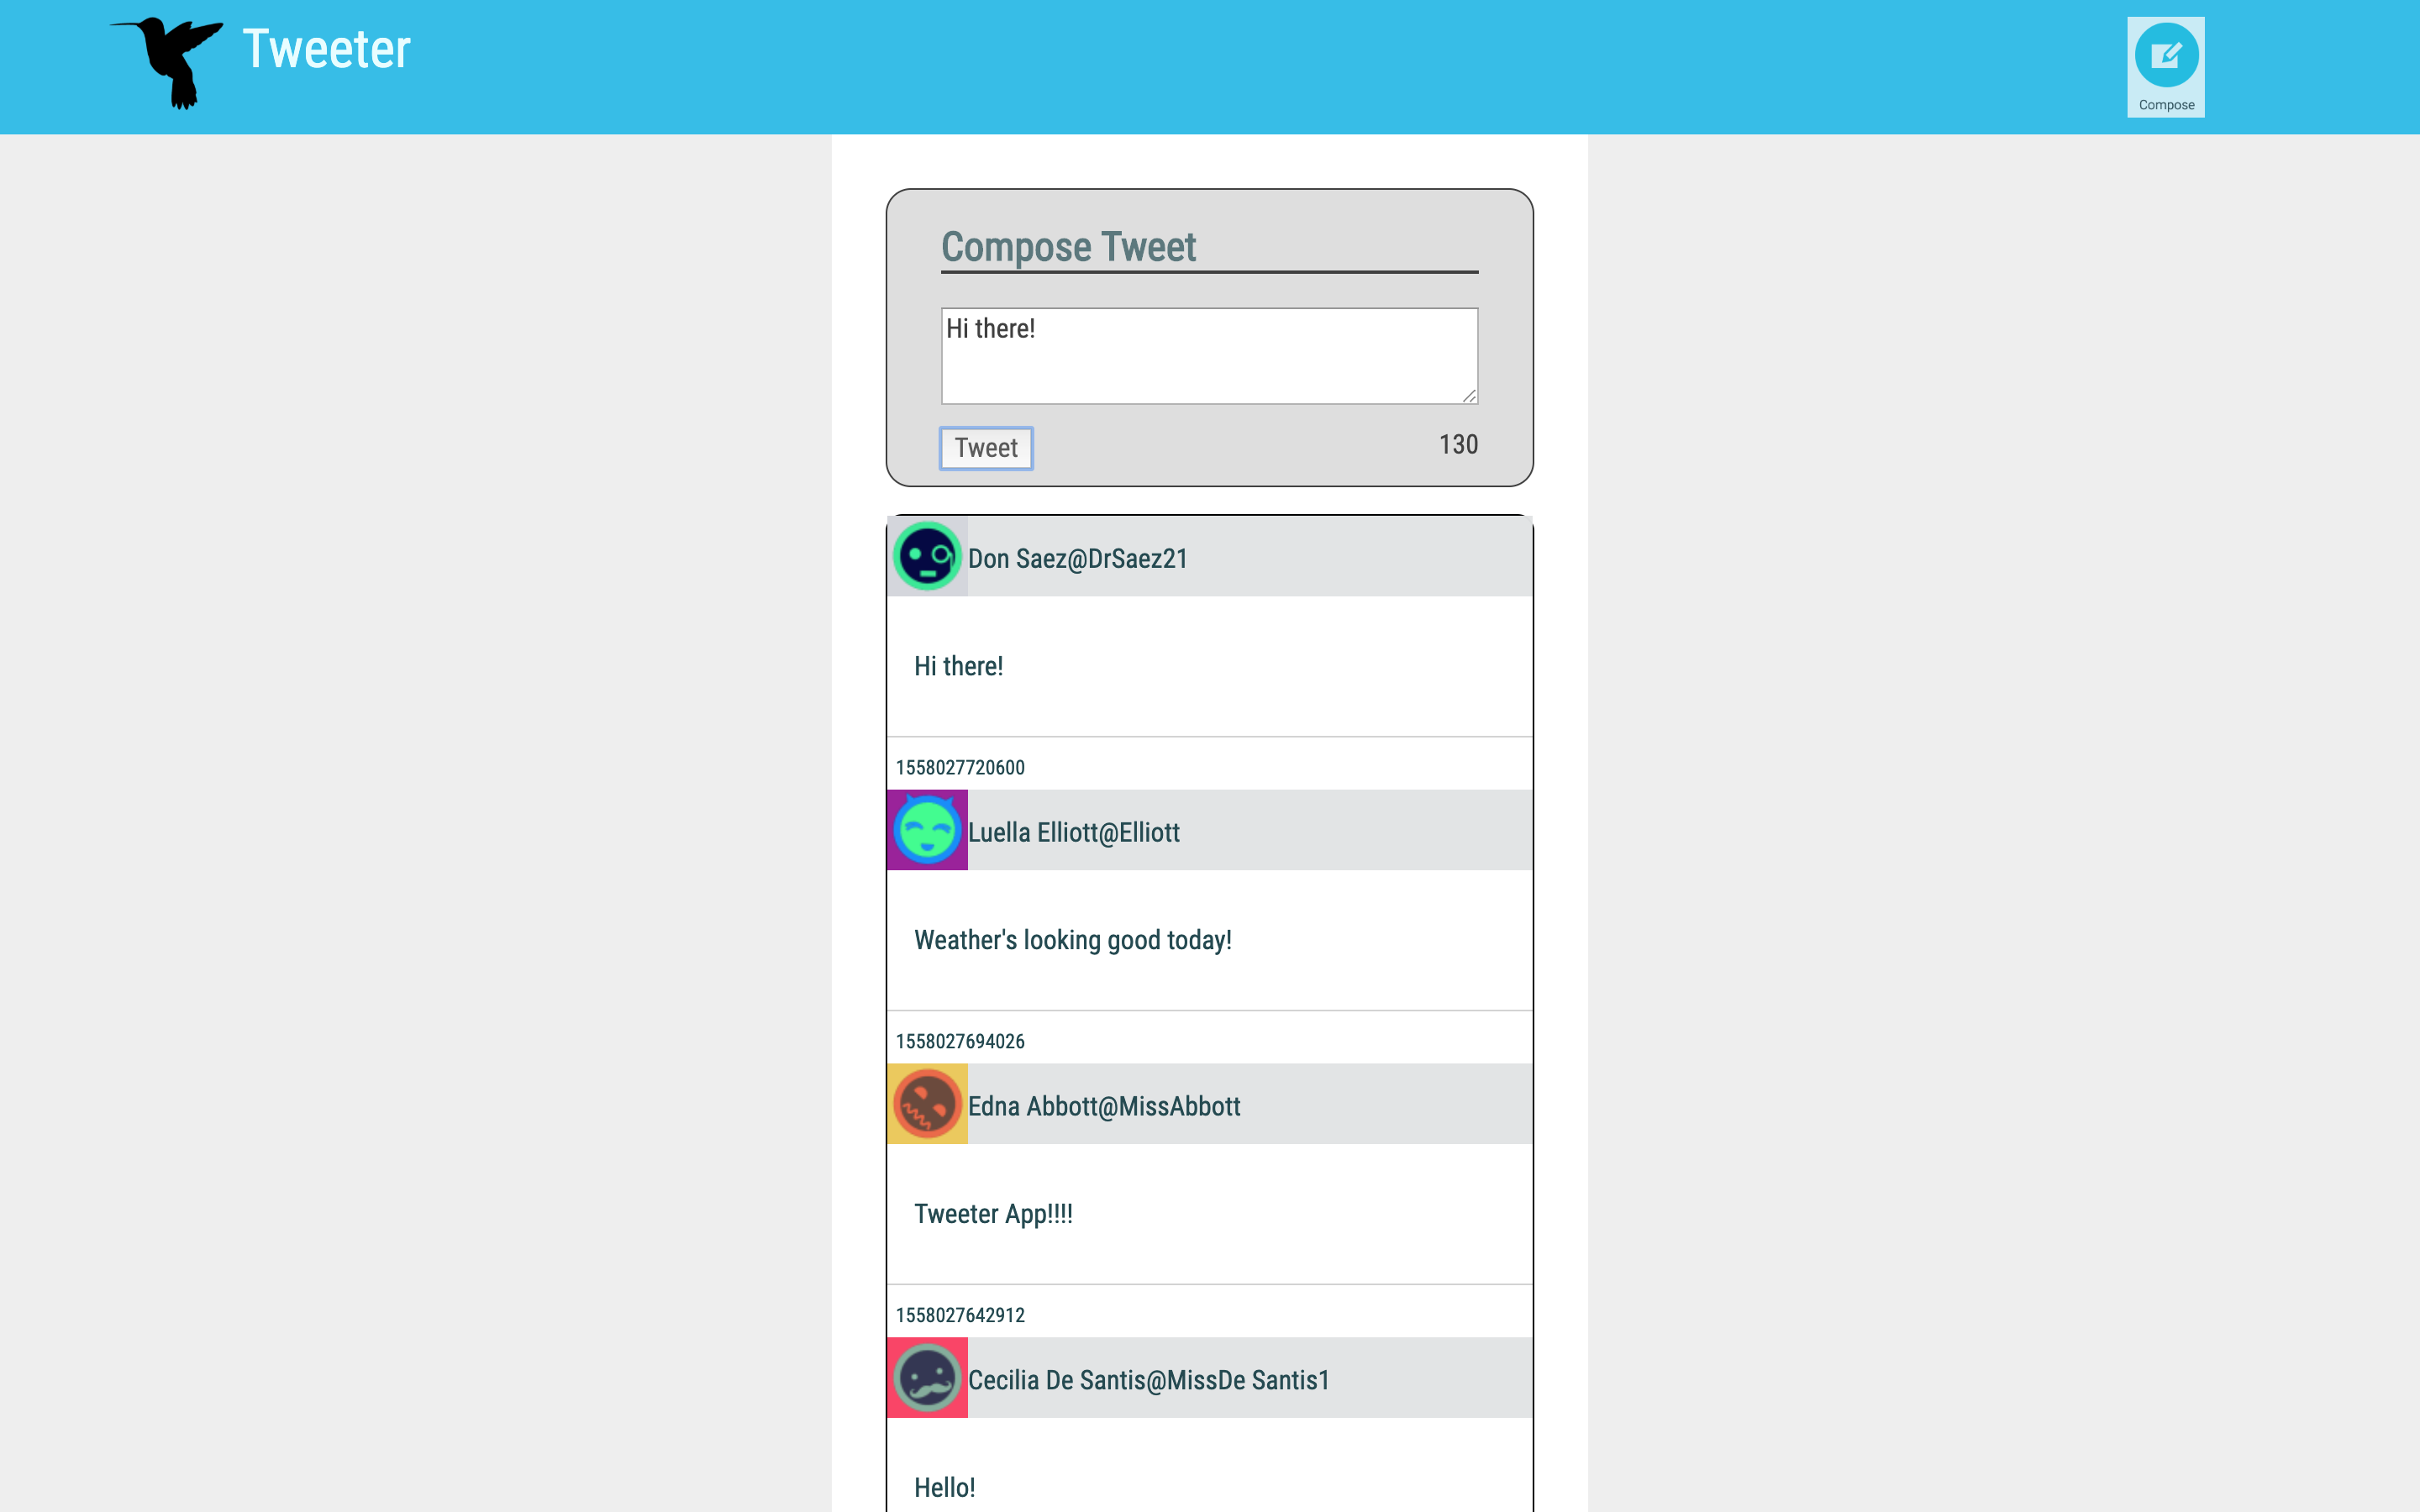 Tweeter
Compose
Compose Tweet
Hi there!
Tweet 130
Don Saez@DrSaez21
Hi there!
1558027720600
Luella Elliott@Elliott
Weather's looking good today!
1558027694026
Edna Abbott@MissAbbott
Tweeter App!!!!
1558027642912
Cecilia De Santis@MissDe Santis1
Hello!